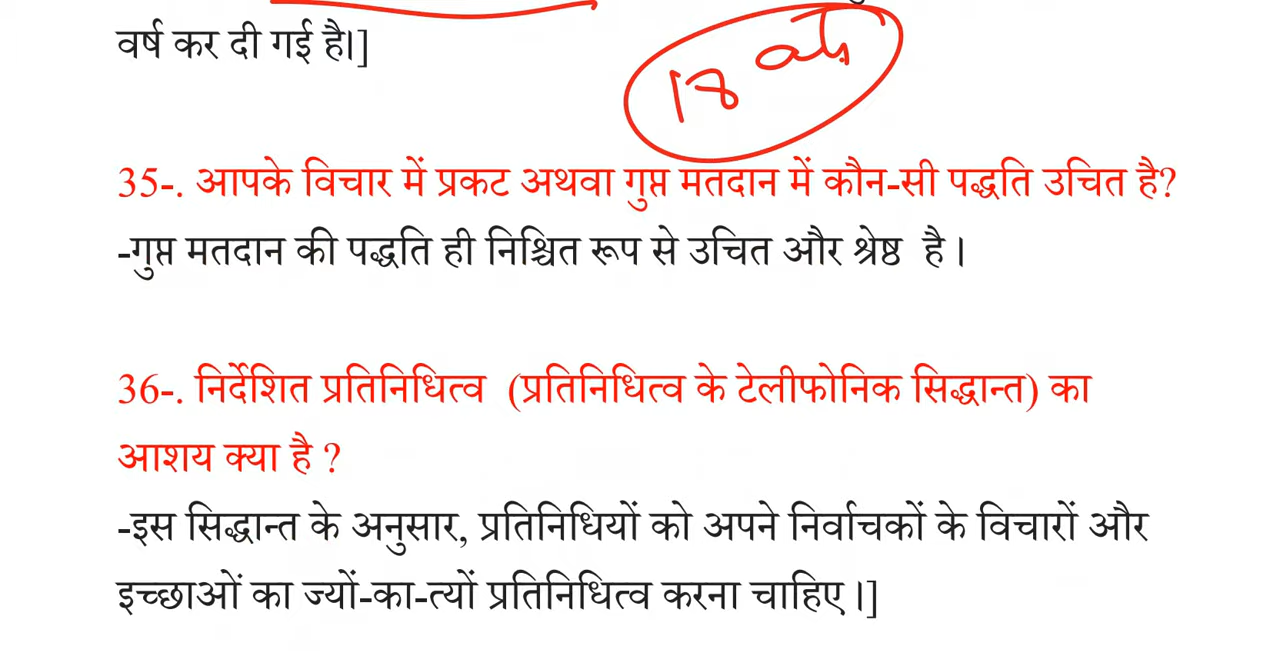 वर्ष कर दी गई है।]
18 वर्ष
35-. आपके विचार में प्रकट अथवा गुप्त मतदान में कौन-सी पद्धति उचित है?
-गुप्त मतदान की पद्धति ही निश्चित रूप से उचित और श्रेष्ठ है ।
36-. निर्देशित प्रतिनिधित्व (प्रतिनिधित्व के टेलीफोनिक सिद्धान्त) का
आशय क्या है ?
-इस सिद्धान्त के अनुसार, प्रतिनिधियों को अपने निर्वाचकों के विचारों और
इच्छाओं का ज्यों-का-त्यों प्रतिनिधित्व करना चाहिए ।]